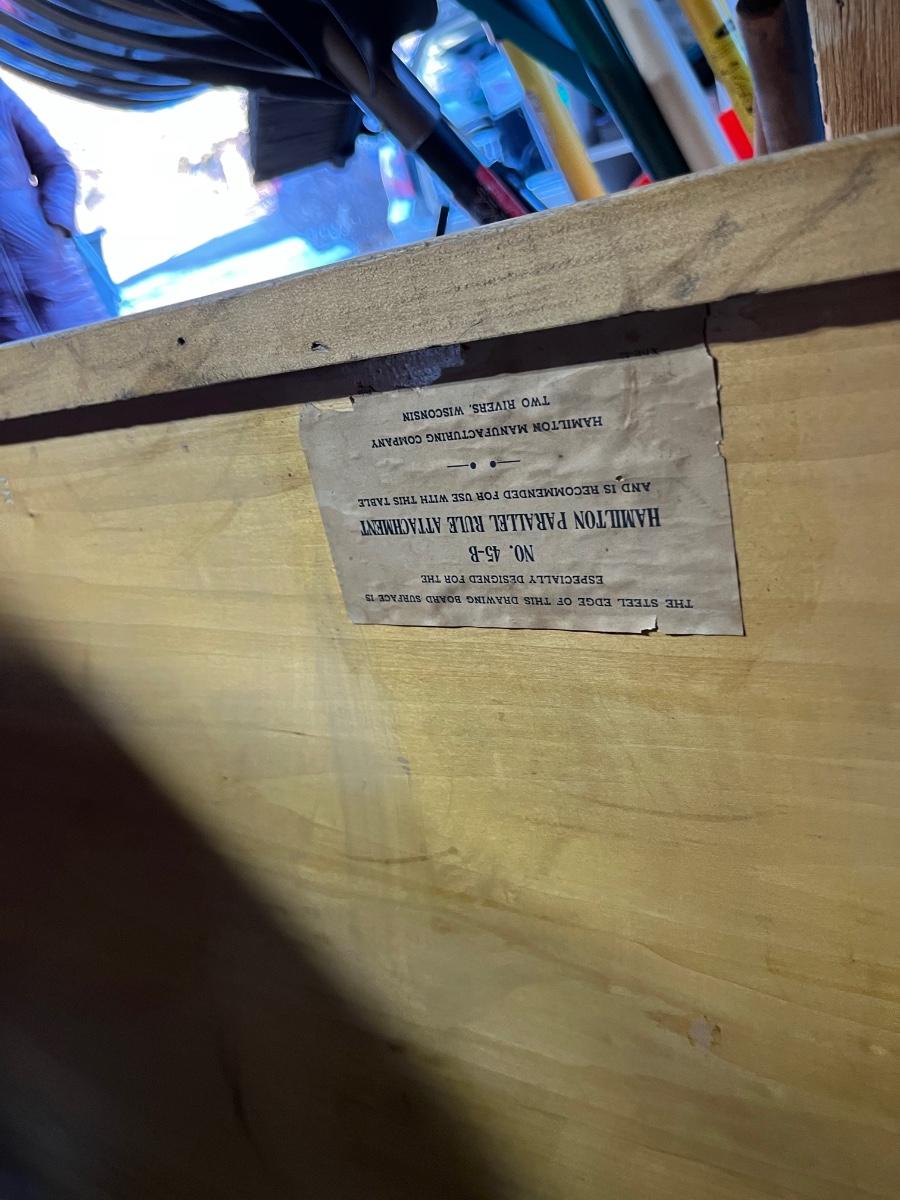 THE STEEL EDGE OF THIS DRAWING BOARD SURFACE IS
ESPECIALLY DESIGNED FOR THE
NO. 45-B
HAMILTON PARALLEL RULE ATTACHMENT
AND IS RECOMMENDED FOR USE WITH THIS TABLE
HAMILTON MANUFACTURING COMPANY
TWO RIVERS, WISCONSIN